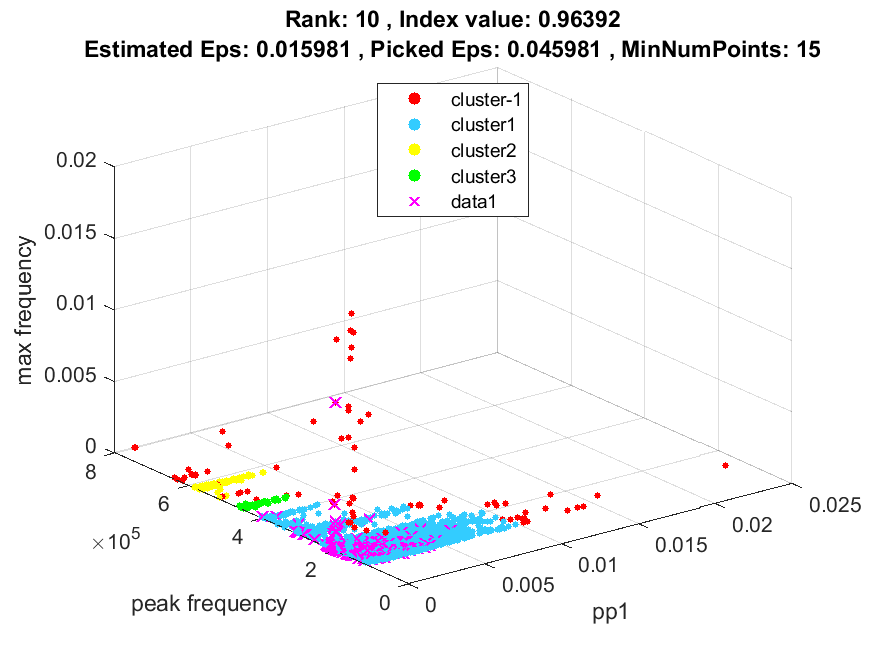 Rank: 10 , Index value: 0.96392
Estimated Eps: 0.015981 , Picked Eps: 0.045981 , MinNumPoints: 15
cluster-1
cluster1
cluster2
cluster3
data1
0.02
0.015
0.01
0.005
0
max frequency
8
6
4
2
0
×10⁵
peak frequency
0
0.005
0.01
0.015
0.02
0.025
pp1